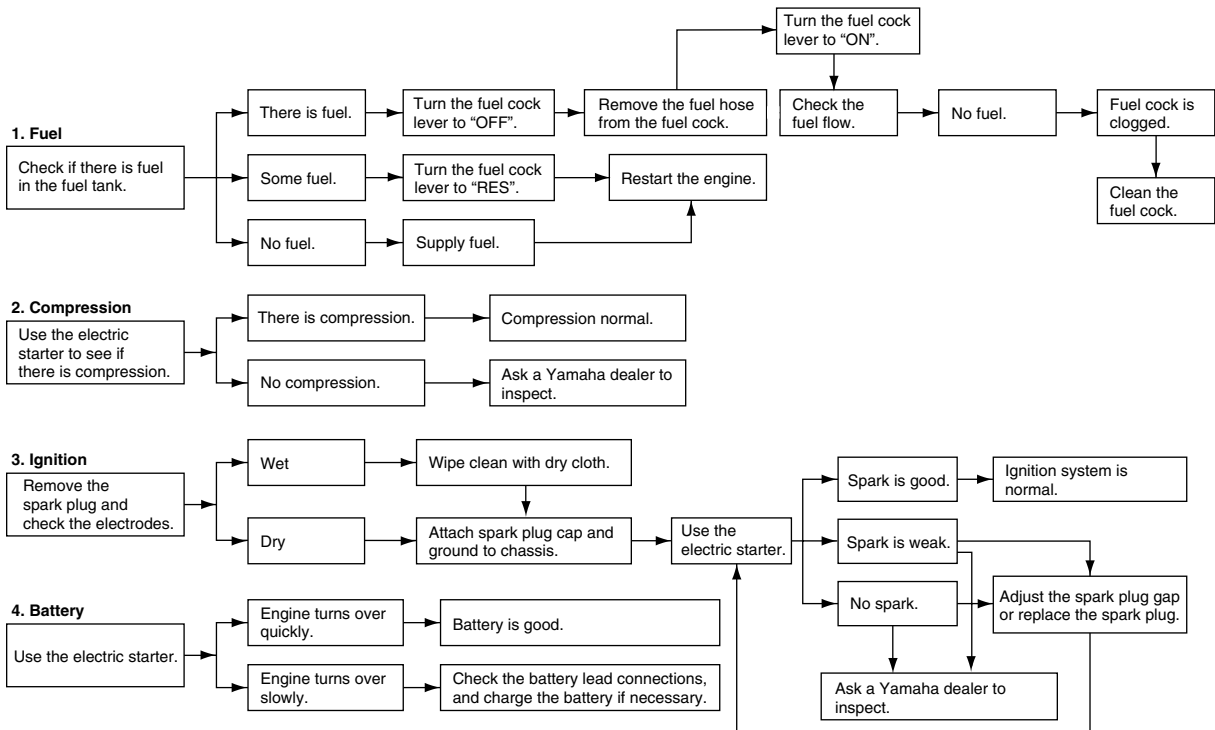 Turn the fuel cock
lever to “ON”.
1. Fuel
Check if there is fuel
in the fuel tank.
There is fuel.
Turn the fuel cock
lever to “OFF”.
Remove the fuel hose
from the fuel cock.
Check the
fuel flow.
No fuel.
Fuel cock is
clogged.
Clean the
fuel cock.
Some fuel.
Turn the fuel cock
lever to “RES”.
Restart the engine.
No fuel.
Supply fuel.
2. Compression
Use the electric
starter to see if
there is compression.
There is compression.
Compression normal.
No compression.
Ask a Yamaha dealer to
inspect.
3. Ignition
Remove the
spark plug and
check the electrodes.
Wet
Wipe clean with dry cloth.
Dry
Attach spark plug cap and
ground to chassis.
Use the
electric starter.
Spark is good.
Ignition system is
normal.
Spark is weak.
No spark.
Adjust the spark plug gap
or replace the spark plug.
Ask a Yamaha dealer to
inspect.
4. Battery
Use the electric starter.
Engine turns over
quickly.
Battery is good.
Engine turns over
slowly.
Check the battery lead connections,
and charge the battery if necessary.